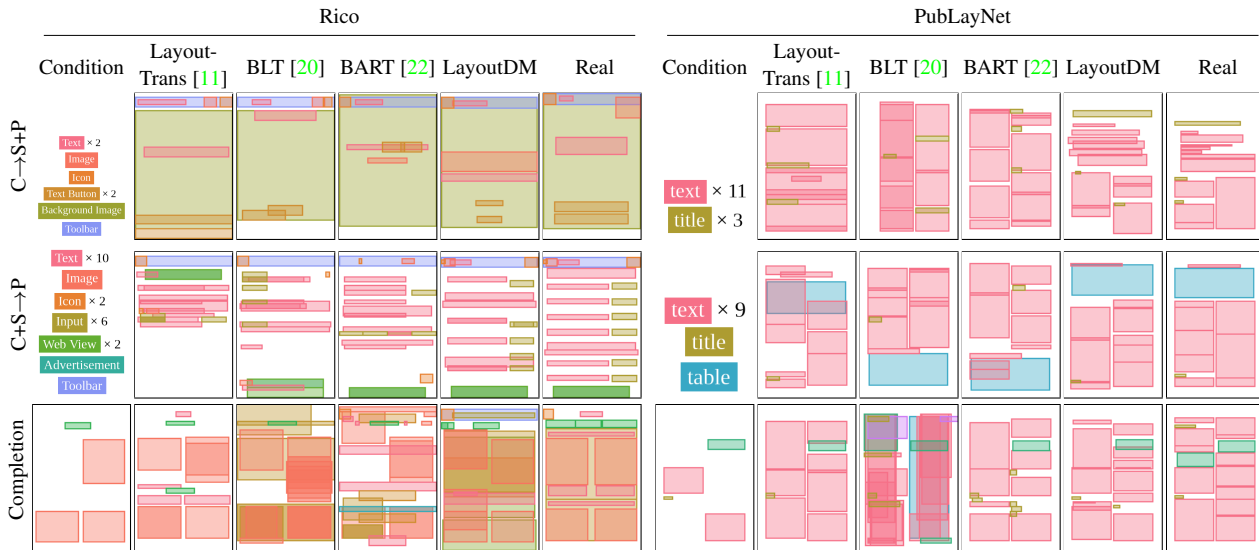 Rico
PubLayNet
Condition
Layout-
Trans [11]
BLT [20]
BART [22]
LayoutDM
Real
Condition
Layout-
Trans [11]
BLT [20]
BART [22]
LayoutDM
Real
C→S+P
Text × 2
Image
Icon
Text Button × 2
Background Image
Toolbar
text × 11
title × 3
C+S→P
Text × 10
Image
Icon × 2
Input × 6
Web View × 2
Advertisement
Toolbar
text × 9
title
table
Completion